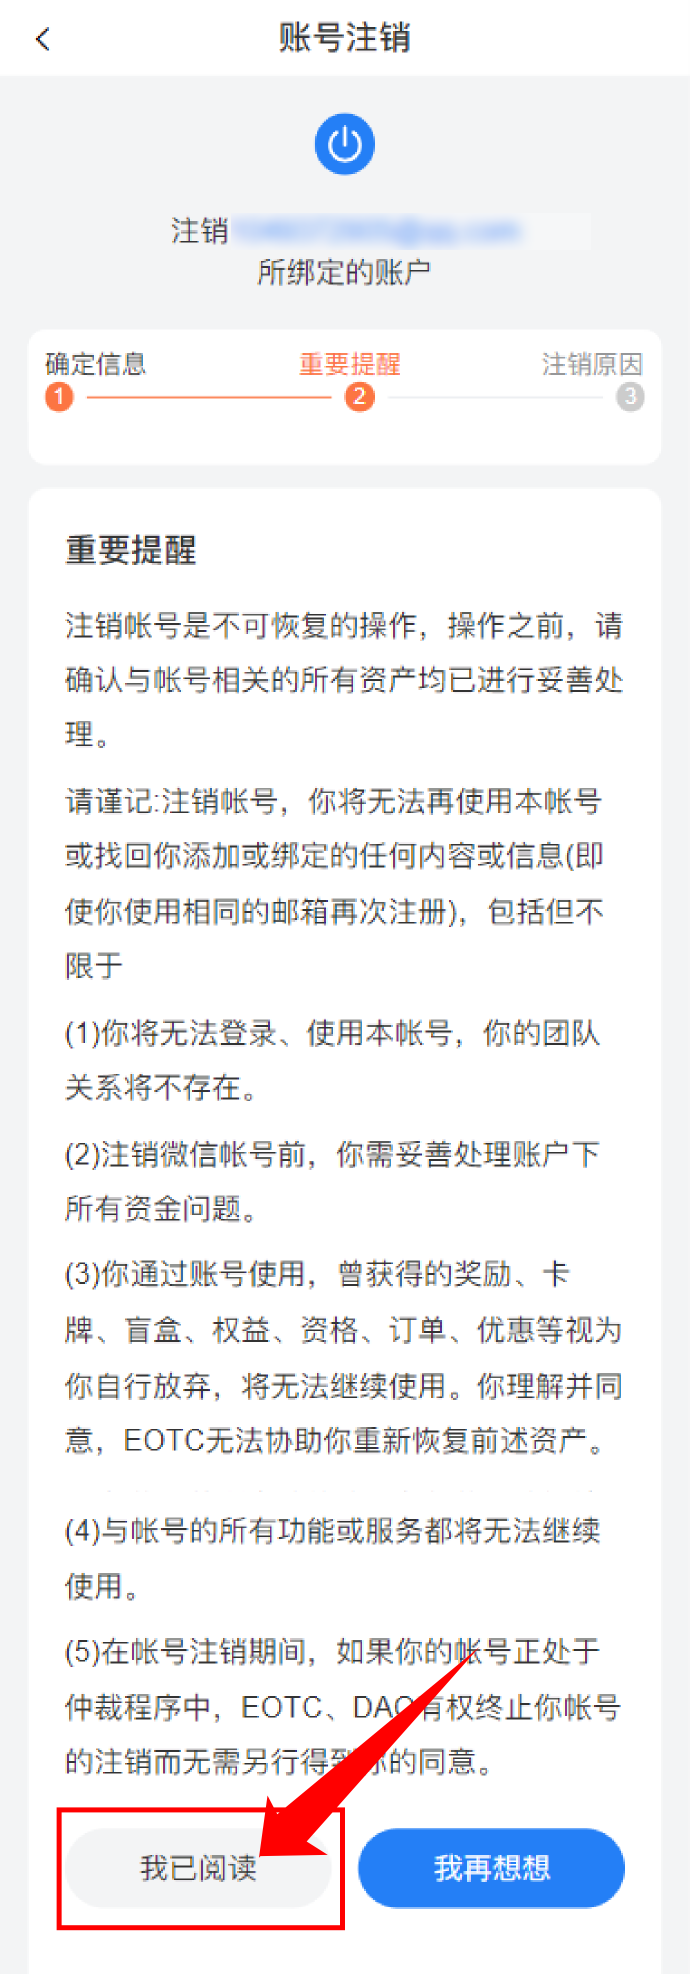 账号注销
注销
所绑定的账户
确定信息 重要提醒 注销原因
1 2 3
重要提醒
注销帐号是不可恢复的操作，操作之前，请
确认与帐号相关的所有资产均已进行妥善处
理。
请谨记:注销帐号，你将无法再使用本帐号
或找回你添加或绑定的任何内容或信息(即
使你使用相同的邮箱再次注册)，包括但不
限于
(1)你将无法登录、使用本帐号，你的团队
关系将不存在。
(2)注销微信帐号前，你需妥善处理账户下
所有资金问题。
(3)你通过账号使用，曾获得的奖励、卡
牌、盲盒、权益、资格、订单、优惠等视为
你自行放弃，将无法继续使用。你理解并同
意，EOTC无法协助你重新恢复前述资产。
(4)与帐号的所有功能或服务都将无法继续
使用。
(5)在帐号注销期间，如果你的帐号正处于
仲裁程序中，EOTC、DAO有权终止你帐号
的注销而无需另行得到你的同意。
我已阅读 我再想想